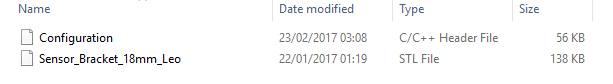 Name Date modified Type Size
Configuration 23/02/2017 03:08 C/C++ Header File 56 KB
Sensor_Bracket_18mm_Leo 22/01/2017 01:19 STL File 138 KB